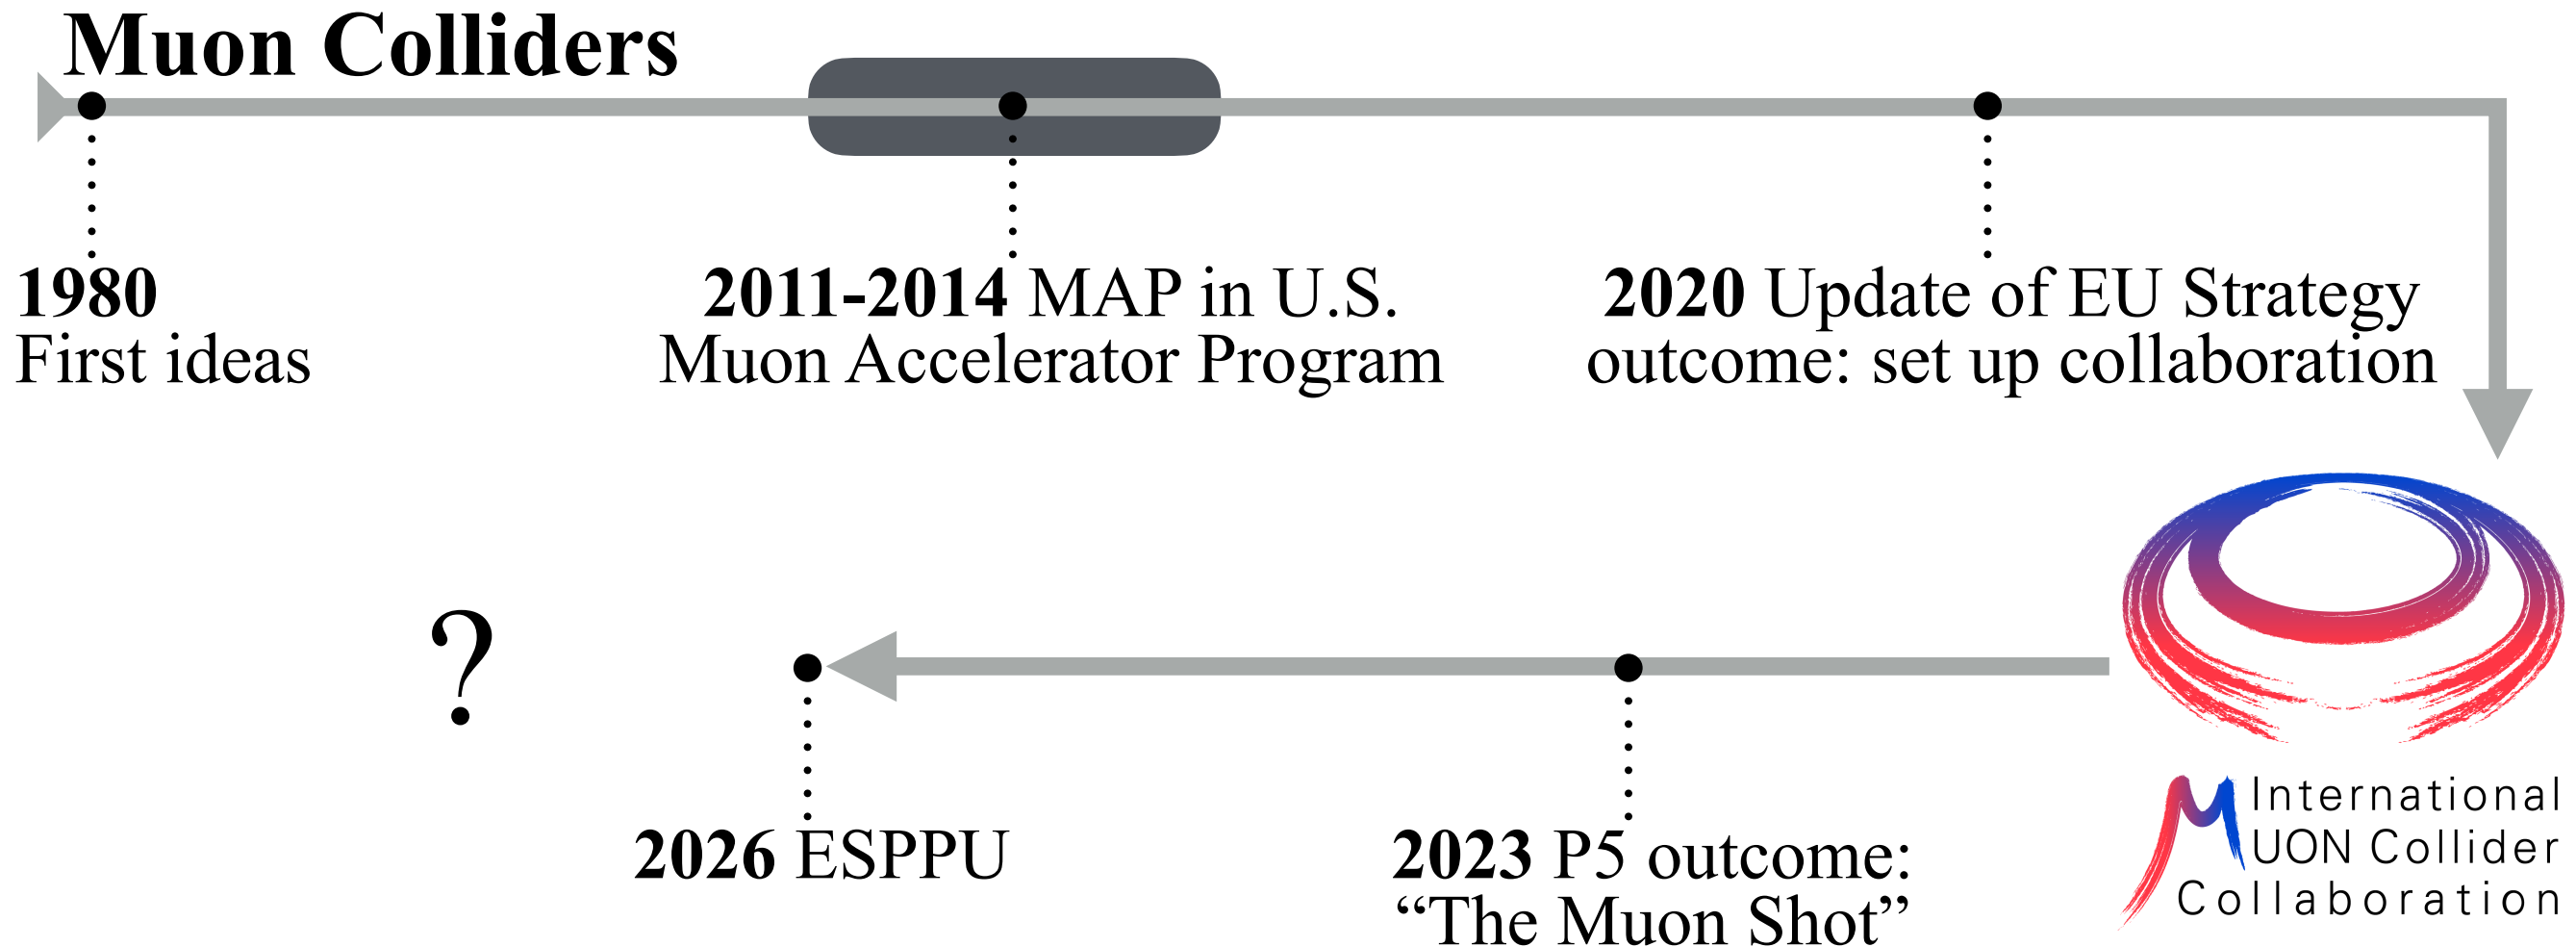 Muon Colliders
1980
First ideas
2011-2014 MAP in U.S.
Muon Accelerator Program
2020 Update of EU Strategy
outcome: set up collaboration
International
MUON Collider
Collaboration
2023 P5 outcome:
“The Muon Shot”
2026 ESPPU
?